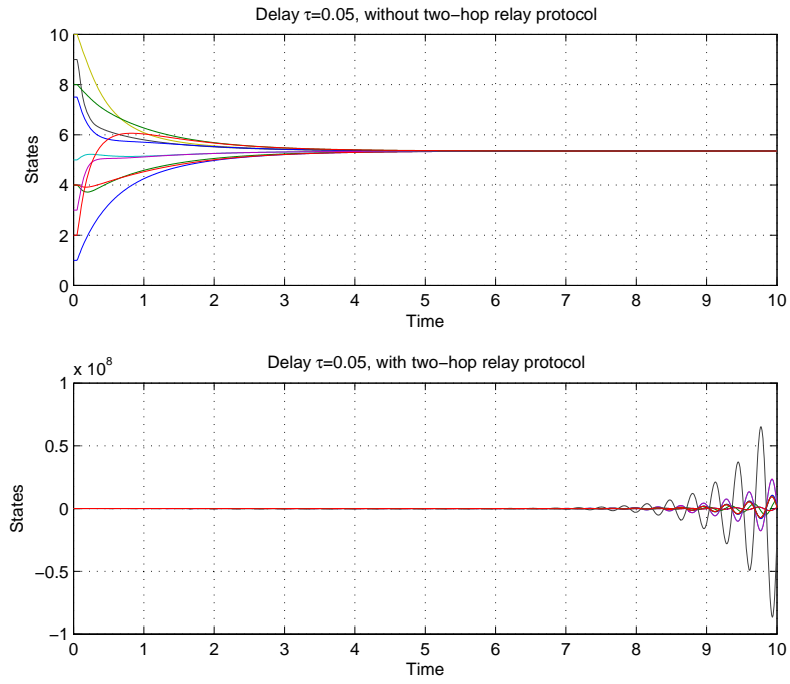 Delay τ=0.05, without two−hop relay protocol
10
8
6
4
2
0
States
0 1 2 3 4 5 6 7 8 9 10
Time
Delay τ=0.05, with two−hop relay protocol
x 10^8
1
0.5
0
−0.5
−1
States
0 1 2 3 4 5 6 7 8 9 10
Time